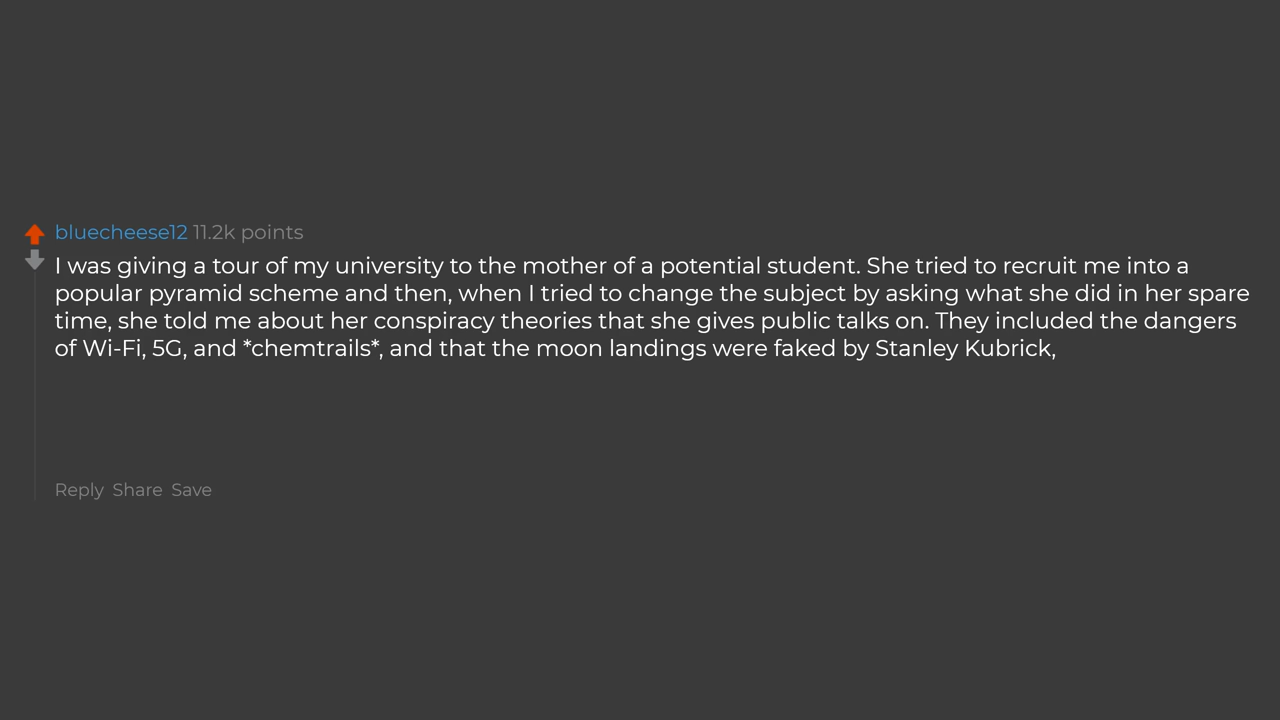 bluecheese12 11.2k points
I was giving a tour of my university to the mother of a potential student. She tried to recruit me into a
popular pyramid scheme and then, when I tried to change the subject by asking what she did in her spare
time, she told me about her conspiracy theories that she gives public talks on. They included the dangers
of Wi-Fi, 5G, and *chemtrails*, and that the moon landings were faked by Stanley Kubrick,
Reply Share Save